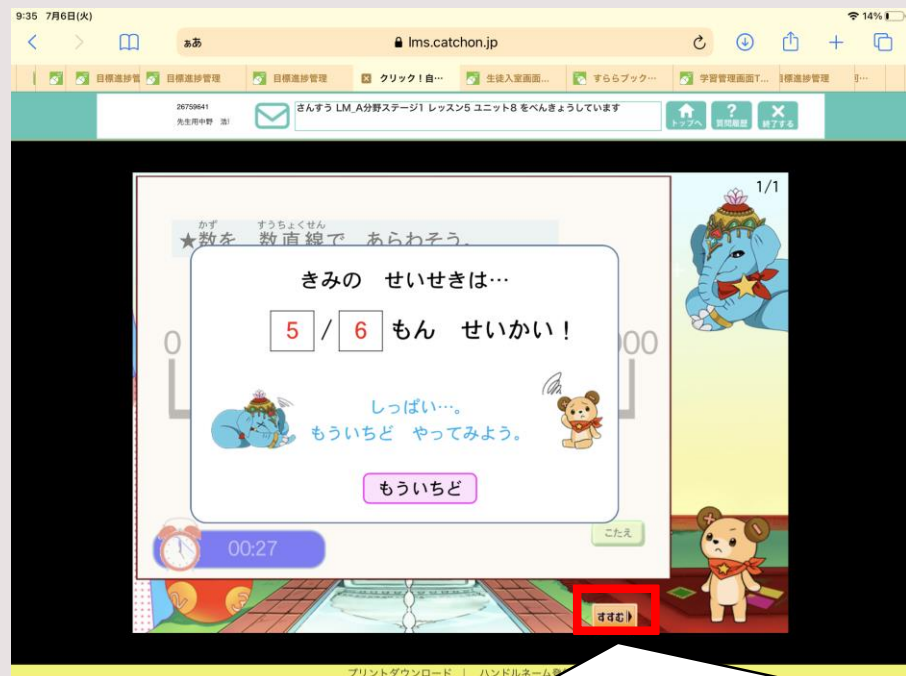 9:35 7月6日(火)
14%
ああ
lms.catchon.jp
目標進捗管
目標進捗管理
目標進捗管理
クリック！自…
生徒入室画面…
すららブック…
学習管理画面T…
目標進捗管理
26759641
先生用中野 浩!
さんすう LM_A分野ステージ1 レッスン5 ユニット8 をべんきょうしています
トップへ
?
質問履歴
終了する
1/1
かず すうちょくせん
★数を 数直線で あらわそう。
きみの せいせきは…
5 / 6 もん せいかい！
0
000
しっぱい…。
もういちど やってみよう。
もういちど
こたえ
00:27
すすむ
プリントダウンロード | ハンドルネーム